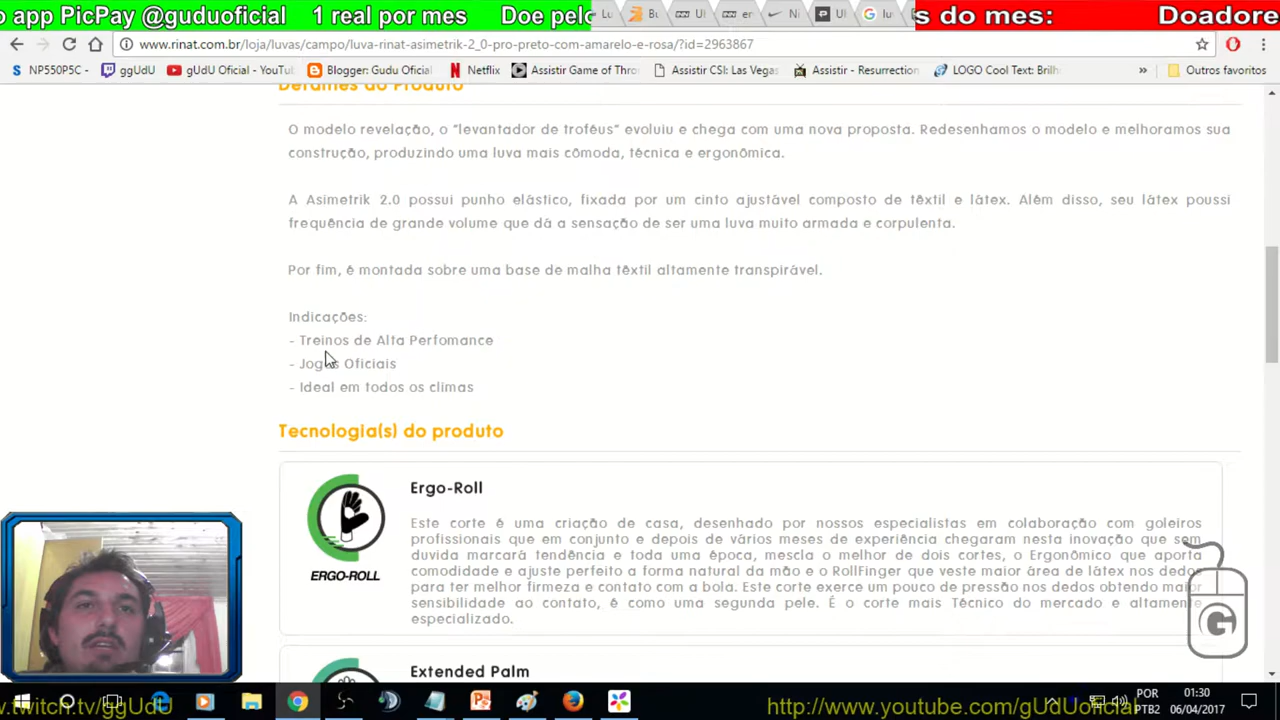 o app PicPay @guduoficial 1 real por mes Doe pelo
s do mes: Doadore
www.rinat.com.br/loja/luvas/campo/luva-rinat-asimetrik-2_0-pro-preto-com-amarelo-e-rosa/?id=2963867
NP550P5C - ggUdU gUdU Oficial - YouTu Blogger: Gudu Oficial Netflix Assistir Game of Thro Assistir CSI: Las Vegas Assistir - Resurrection LOGO Cool Text: Brilh » Outros favoritos
Detalhes do Produto
O modelo revelação, o "levantador de troféus" evoluiu e chega com uma nova proposta. Redesenhamos o modelo e melhoramos sua
construção, produzindo uma luva mais cômoda, técnica e ergonômica.
A Asimetrik 2.0 possui punho elástico, fixada por um cinto ajustável composto de têxtil e látex. Além disso, seu látex poussi
frequência de grande volume que dá a sensação de ser uma luva muito armada e corpulenta.
Por fim, é montada sobre uma base de malha têxtil altamente transpirável.
Indicações:
- Treinos de Alta Perfomance
- Jogos Oficiais
- Ideal em todos os climas
Tecnologia(s) do produto
Ergo-Roll
Este corte é uma criação de casa, desenhado por nossos especialistas em colaboração com goleiros
profissionais que em conjunto e depois de vários meses de experiência chegaram nesta inovação que sem
duvida marcará tendência e toda uma época, mescla o melhor de dois cortes, o Ergonômico que aporta
comodidade e ajuste perfeito a forma natural da mão e o RollFinger que veste maior área de látex nos dedos
para ter melhor firmeza e contato com a bola. Este corte exerce um pouco de pressão nos dedos obtendo maior
sensibilidade ao contato, é como uma segunda pele. É o corte mais Técnico do mercado e altamente
especializado.
ERGO-ROLL
Extended Palm
POR
PTB2
01:30
06/04/2017
w.twitch.tv/ggUdU
http://www.youtube.com/gUdUoficial